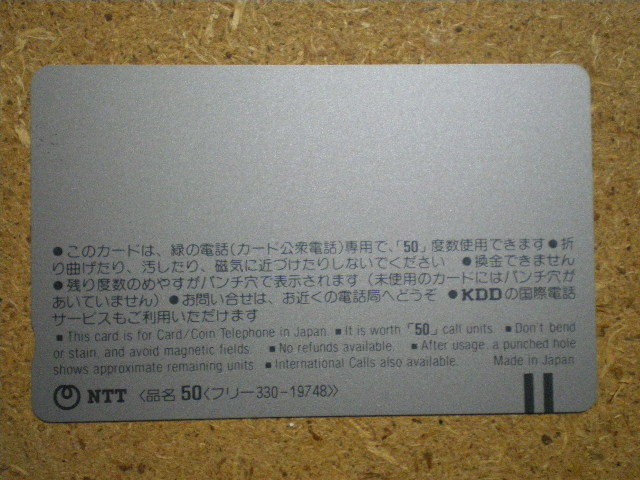 ●このカードは、緑の電話(カード公衆電話)専用で、「50」度数使用できます●折
り曲げたり、汚したり、磁気に近づけたりしないでください ●換金できません
●残り度数のめやすがパンチ穴で表示されます(未使用のカードにはパンチ穴が
あいていません)●お問い合せは、お近くの電話局へどうぞ ●KDDの国際電話
サービスもご利用いただけます
■This card is for Card/Coin Telephone in Japan. ■It is worth 「50」 call units. ■Don't bend
or stain, and avoid magnetic fields. ■No refunds available. ■After usage, a punched hole
shows approximate remaining units. ■International Calls also available. Made in Japan
NTT 〈品名 50〈フリー330-19748〉〉